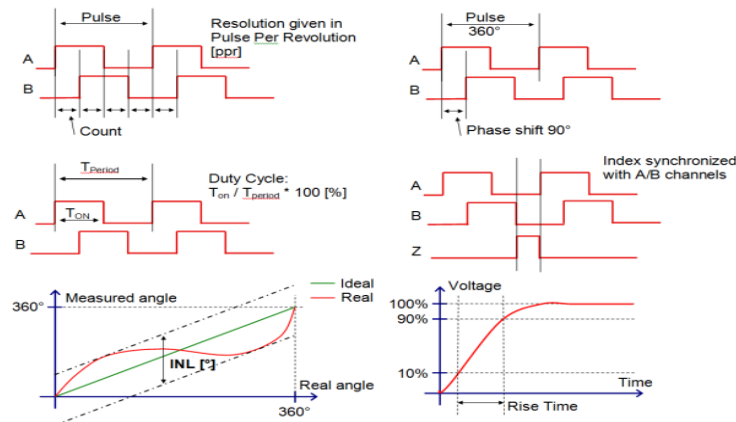 Pulse
Resolution given in
Pulse Per Revolution
[ppr]
A
B
Count
Pulse
360°
A
B
Phase shift 90°
TPeriod
Duty Cycle:
Ton / Tperiod * 100 [%]
A
TON
B
Index synchronized
with A/B channels
A
B
Z
360°
Measured angle
Ideal
Real
INL [°]
Real angle
360°
Voltage
100%
90%
10%
Time
Rise Time